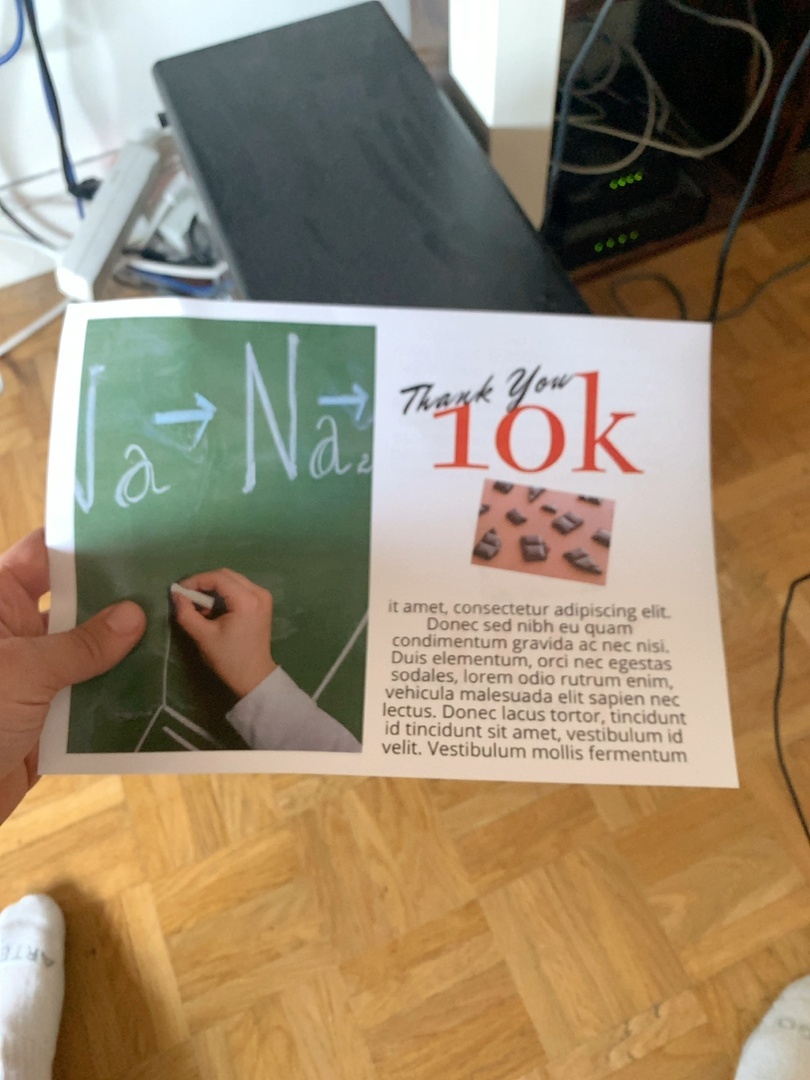 a → Na →
2
Thank You
10k
it amet, consectetur adipiscing elit.
Donec sed nibh eu quam
condimentum gravida ac nec nisi.
Duis elementum, orci nec egestas
sodales, lorem odio rutrum enim,
vehicula malesuada elit sapien nec
lectus. Donec lacus tortor, tincidunt
id tincidunt sit amet, vestibulum id
velit. Vestibulum mollis fermentum